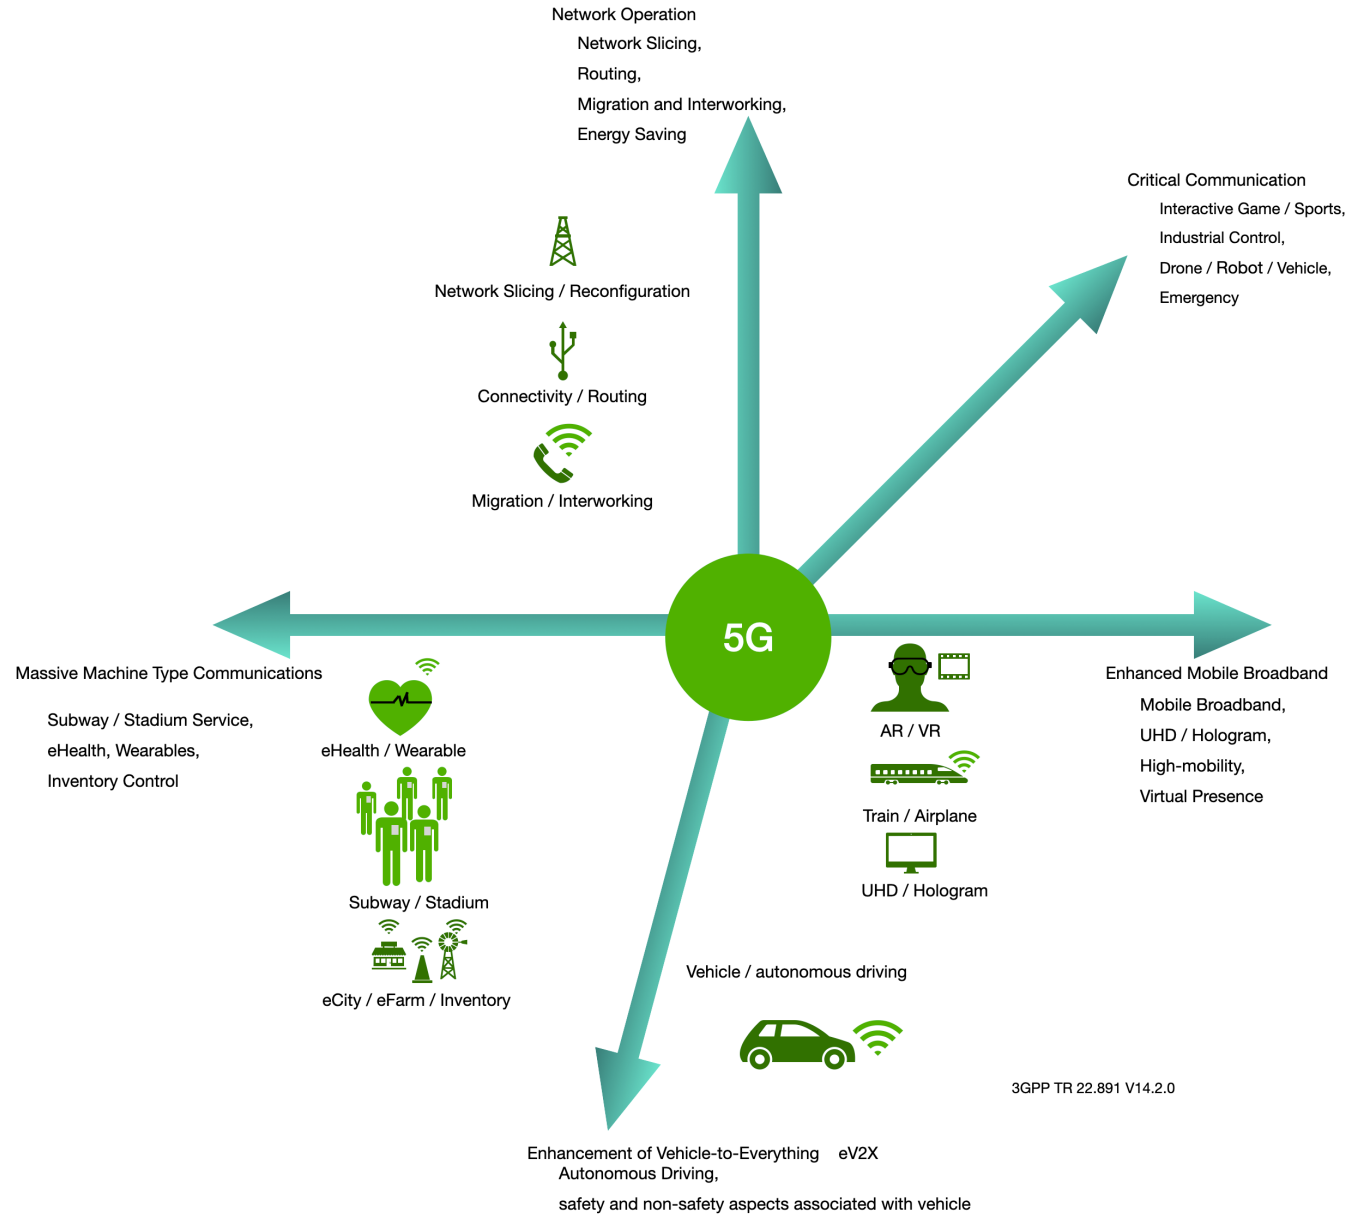 Network Operation
Network Slicing,
Routing,
Migration and Interworking,
Energy Saving
Critical Communication
Interactive Game / Sports,
Industrial Control,
Drone / Robot / Vehicle,
Emergency
Network Slicing / Reconfiguration
Connectivity / Routing
Migration / Interworking
5G
Massive Machine Type Communications
Subway / Stadium Service,
eHealth, Wearables,
Inventory Control
eHealth / Wearable
Subway / Stadium
eCity / eFarm / Inventory
AR / VR
Train / Airplane
UHD / Hologram
Enhanced Mobile Broadband
Mobile Broadband,
UHD / Hologram,
High-mobility,
Virtual Presence
Vehicle / autonomous driving
3GPP TR 22.891 V14.2.0
Enhancement of Vehicle-to-Everything eV2X
Autonomous Driving,
safety and non-safety aspects associated with vehicle